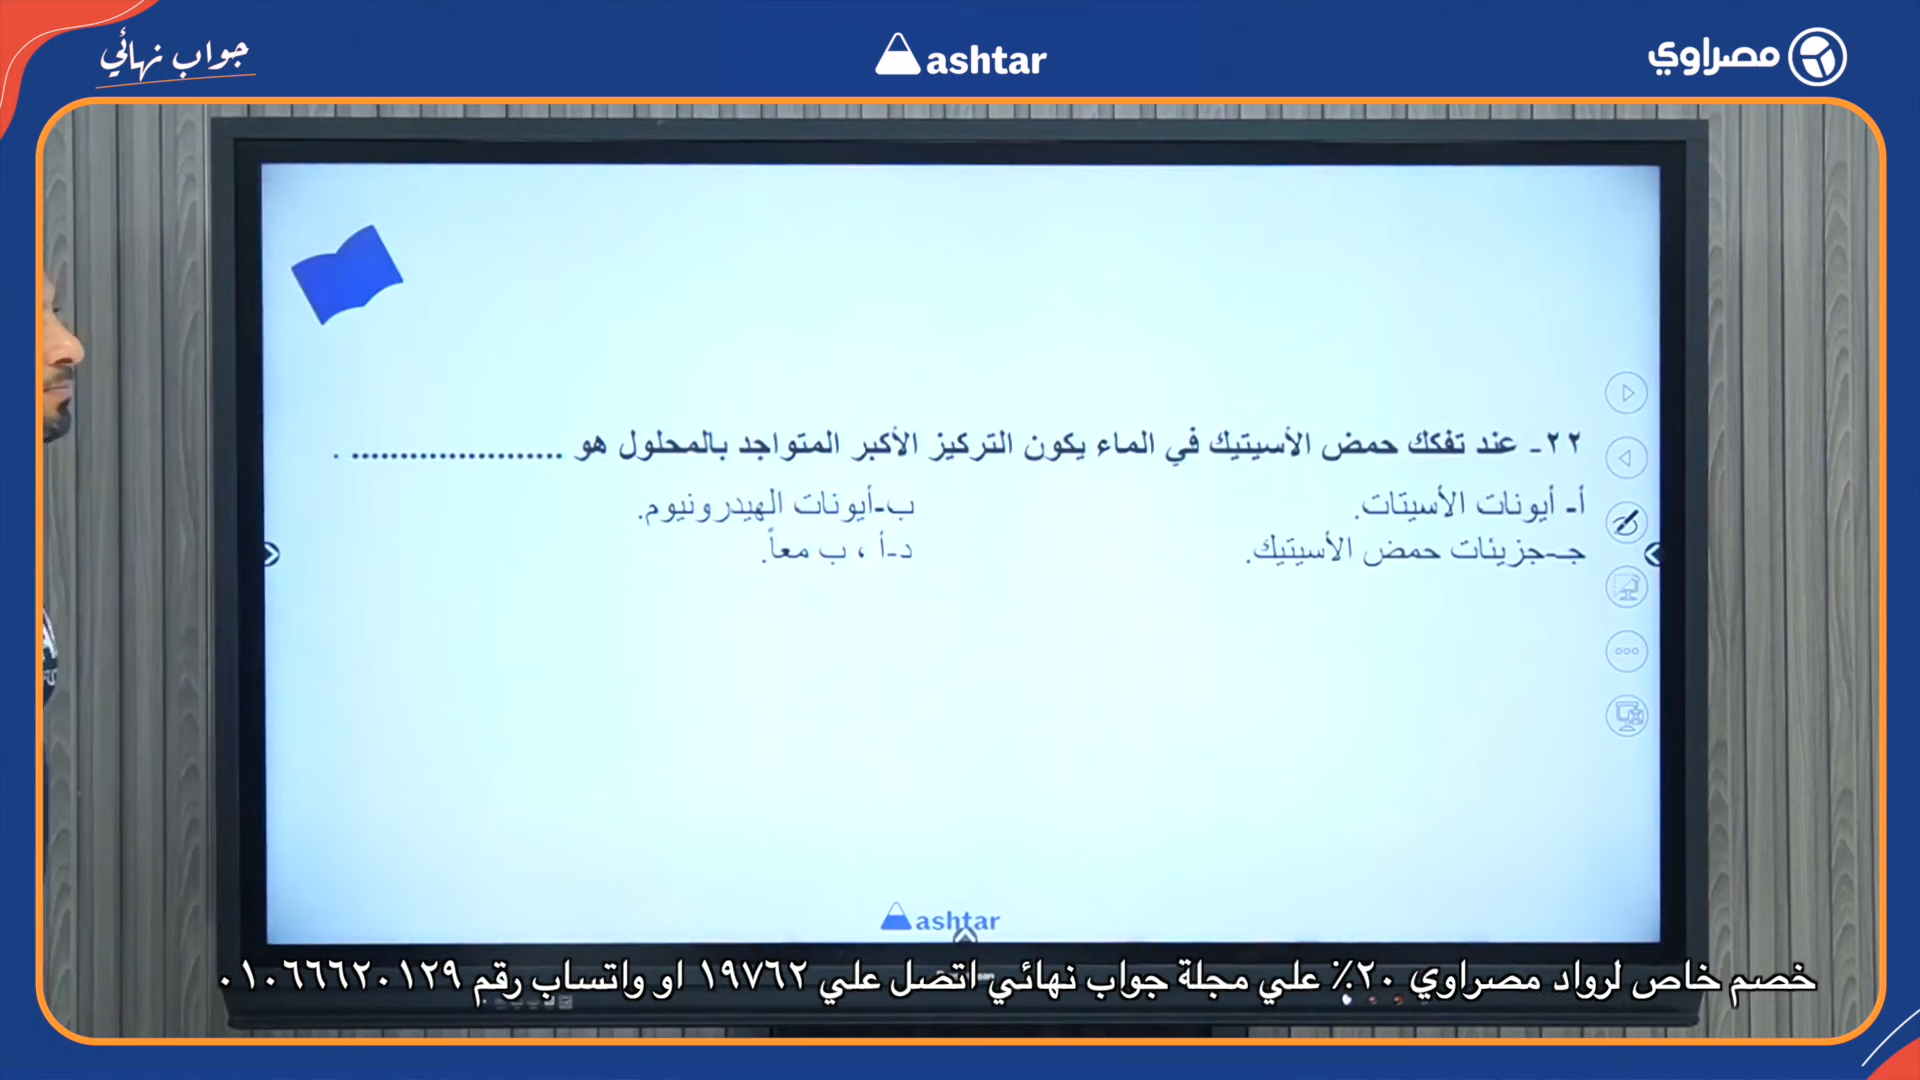 جواب نهائي
ashtar
مصراوي
٢٢- عند تفكك حمض الأسيتيك في الماء يكون التركيز الأكبر المتواجد بالمحلول هو ...................... .
أ- أيونات الأسيتات.
ب-أيونات الهيدرونيوم.
جـ-جزيئات حمض الأسيتيك.
د-أ ، ب معاً.
ashtar
خصم خاص لرواد مصراوي ٢٠٪ علي مجلة جواب نهائي اتصل علي ١٩٧٦٢ او واتساب رقم ٠١٠٦٦٦٢٠١٢٩